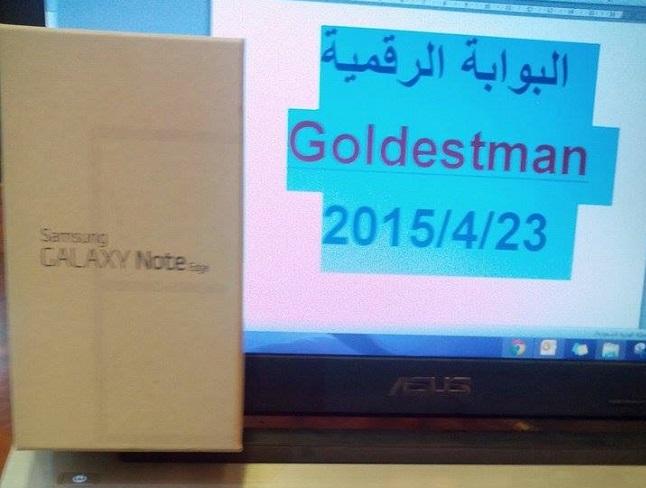 البوابة الرقمية
Goldestman
2015/4/23
Samsung
GALAXY Note Edge
ASUS